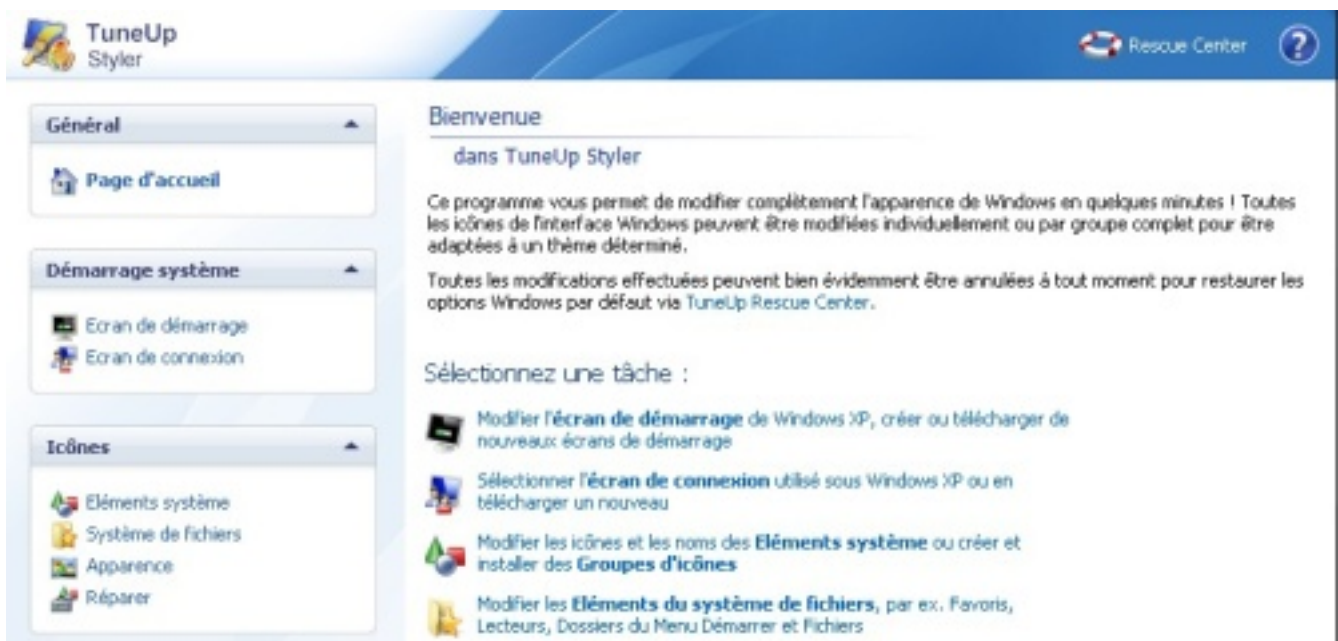 TuneUp
Styler
Rescue Center
?
Général
Page d'accueil
Démarrage système
Ecran de démarrage
Ecran de connexion
Icônes
Eléments système
Système de fichiers
Apparence
Réparer
Bienvenue
dans TuneUp Styler
Ce programme vous permet de modifier complètement l'apparence de Windows en quelques minutes ! Toutes
les icônes de l'interface Windows peuvent être modifiées individuellement ou par groupe complet pour être
adaptées à un thème déterminé.
Toutes les modifications effectuées peuvent bien évidemment être annulées à tout moment pour restaurer les
options Windows par défaut via TuneUp Rescue Center.
Sélectionnez une tâche :
Modifier l'écran de démarrage de Windows XP, créer ou télécharger de
nouveaux écrans de démarrage
Sélectionner l'écran de connexion utilisé sous Windows XP ou en
télécharger un nouveau
Modifier les icônes et les noms des Eléments système ou créer et
installer des Groupes d'icônes
Modifier les Eléments du système de fichiers, par ex. Favoris,
Lecteurs, Dossiers du Menu Démarrer et Fichiers